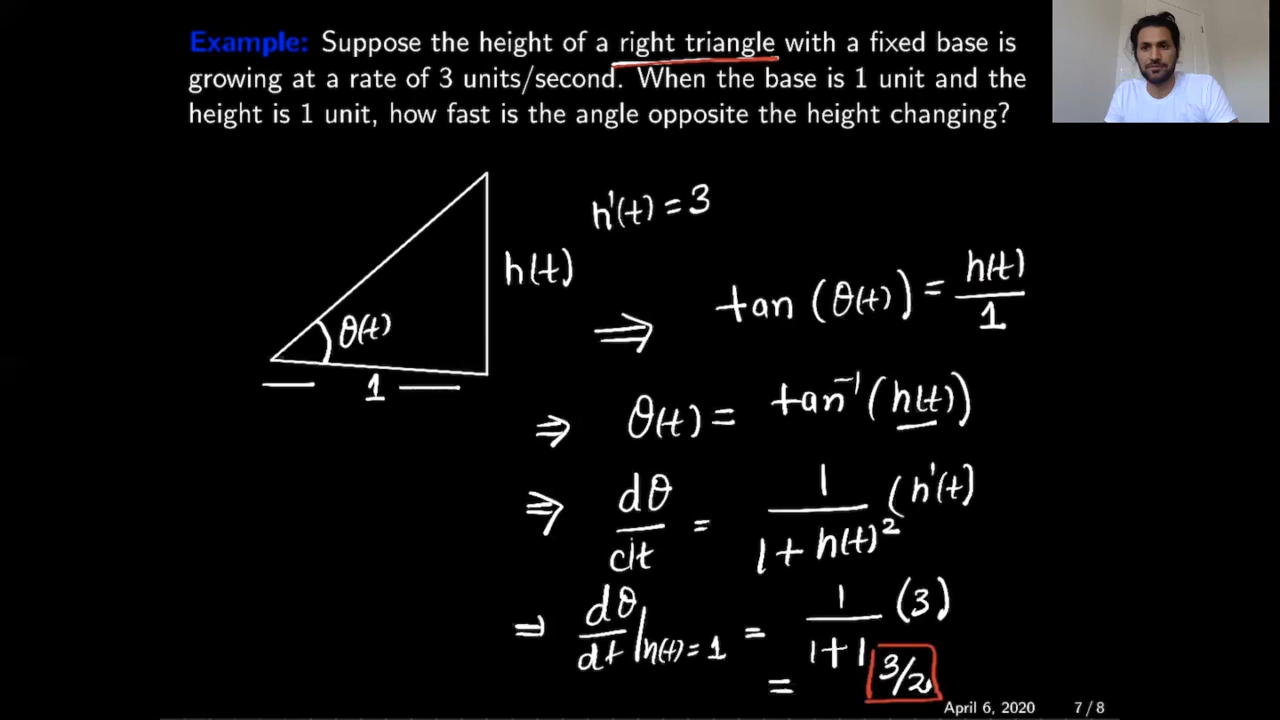 Example: Suppose the height of a right triangle with a fixed base is
growing at a rate of 3 units/second. When the base is 1 unit and the
height is 1 unit, how fast is the angle opposite the height changing?
h'(t) = 3
h(t)
θ(t)
1
⇒ tan (θ(t)) = h(t)/1
⇒ θ(t) = tan⁻¹(h(t))
⇒ dθ/dt = 1/(1 + h(t)²) (h'(t)
⇒ dθ/dt |h(t) = 1 = 1/(1+1) (3)
= 3/2
April 6, 2020 7 / 8